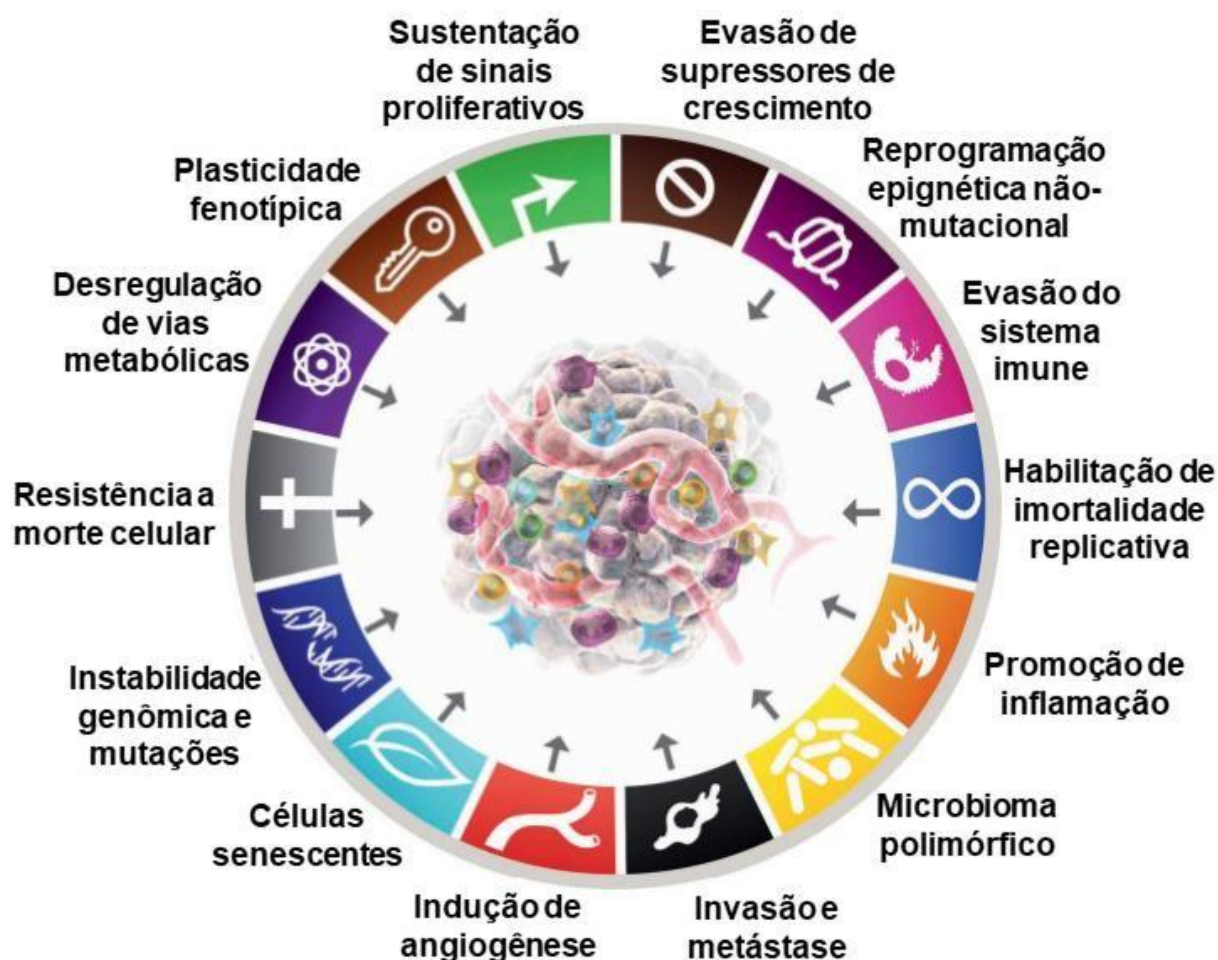 Sustentação
de sinais
proliferativos
Evasão de
supressores de
crescimento
Reprogramação
epignética não-
mutacional
Evasão do
sistema
imune
Habilitação de
imortalidade
replicativa
Promoção de
inflamação
Microbioma
polimórfico
Invasão e
metástase
Indução de
angiogênese
Células
senescentes
Instabilidade
genômica e
mutações
Resistência a
morte celular
Desregulação
de vias
metabólicas
Plasticidade
fenotípica